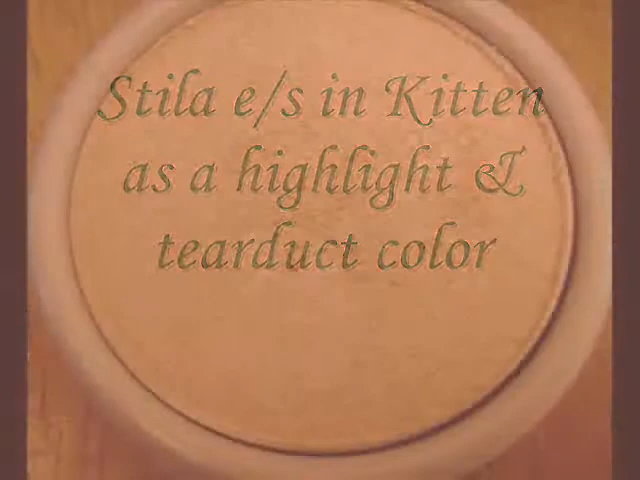 Stila e/s in Kitten
as a highlight &
tearduct color